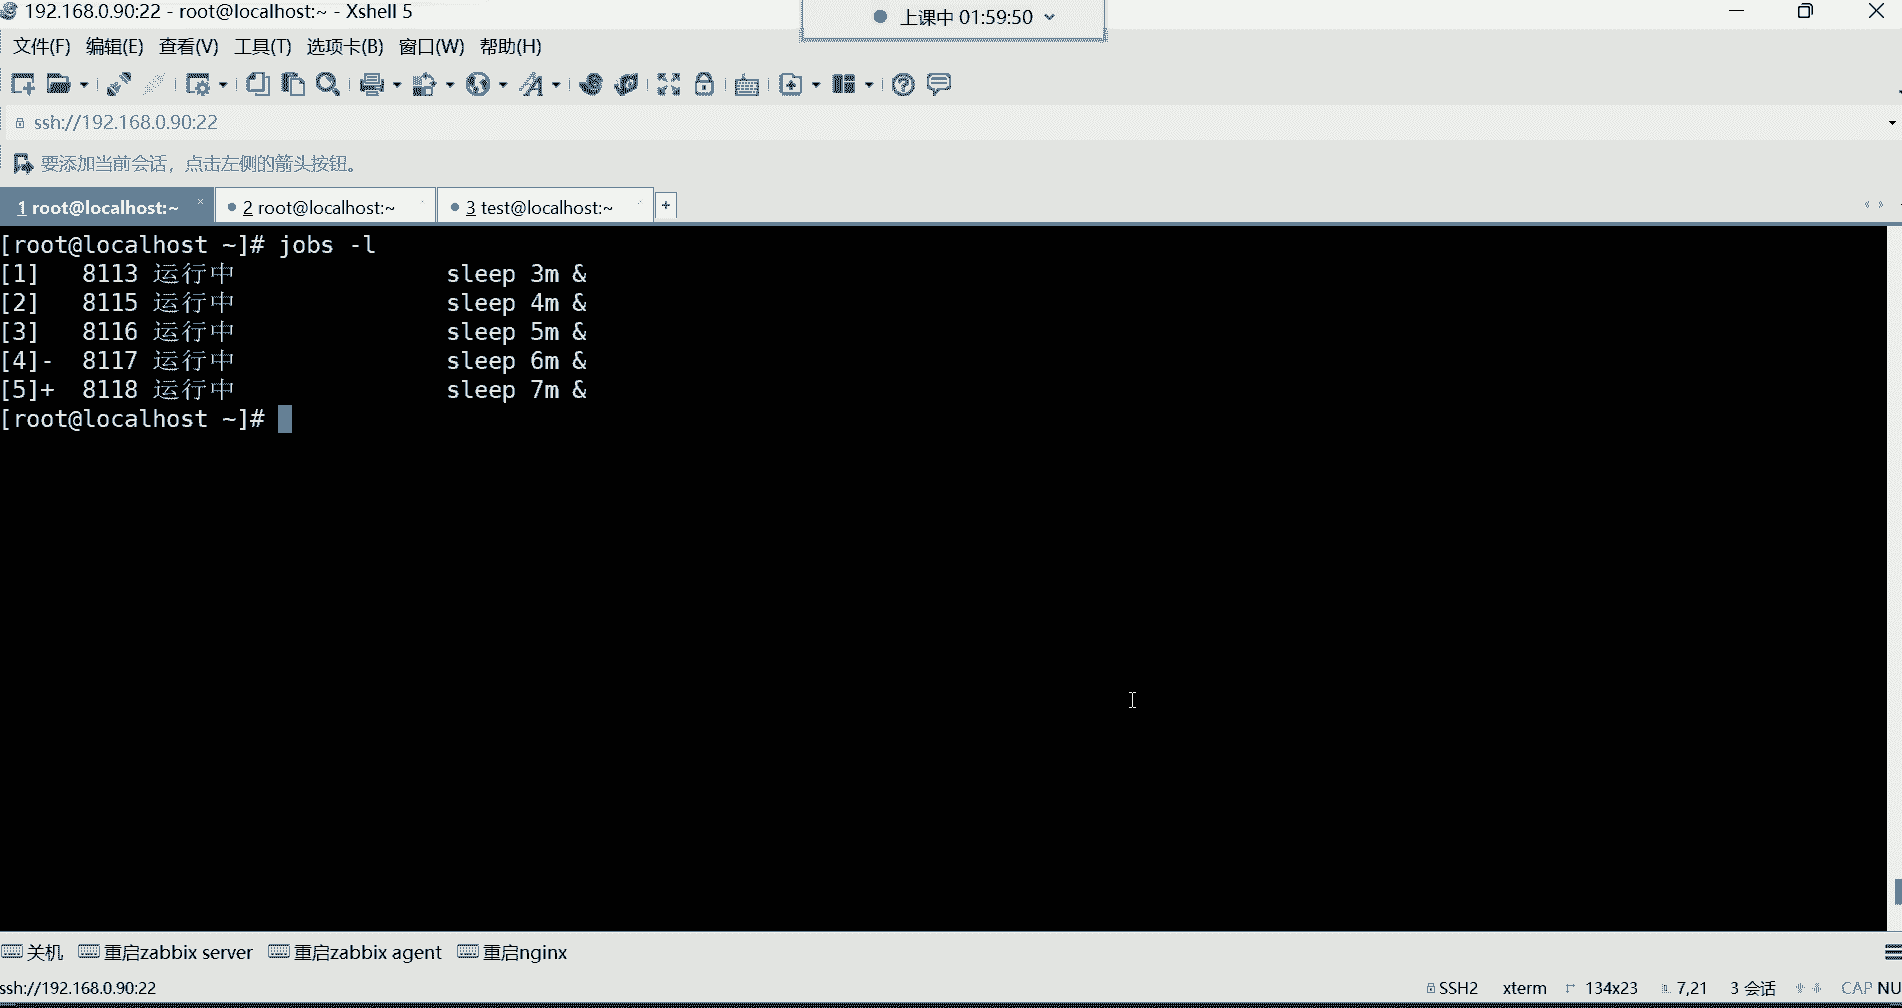 192.168.0.90:22 - root@localhost:~ - Xshell 5
上课中 01:59:50
文件(F) 编辑(E) 查看(V) 工具(T) 选项卡(B) 窗口(W) 帮助(H)
ssh://192.168.0.90:22
要添加当前会话，点击左侧的箭头按钮。
1 root@localhost:~ × 2 root@localhost:~ 3 test@localhost:~ +
[root@localhost ~]# jobs -l
[1]   8113 运行中               sleep 3m &
[2]   8115 运行中               sleep 4m &
[3]   8116 运行中               sleep 5m &
[4]-  8117 运行中               sleep 6m &
[5]+  8118 运行中               sleep 7m &
[root@localhost ~]#
关机 重启zabbix server 重启zabbix agent 重启nginx
ssh://192.168.0.90:22 SSH2 xterm 134x23 7,21 3 会话 CAP NU